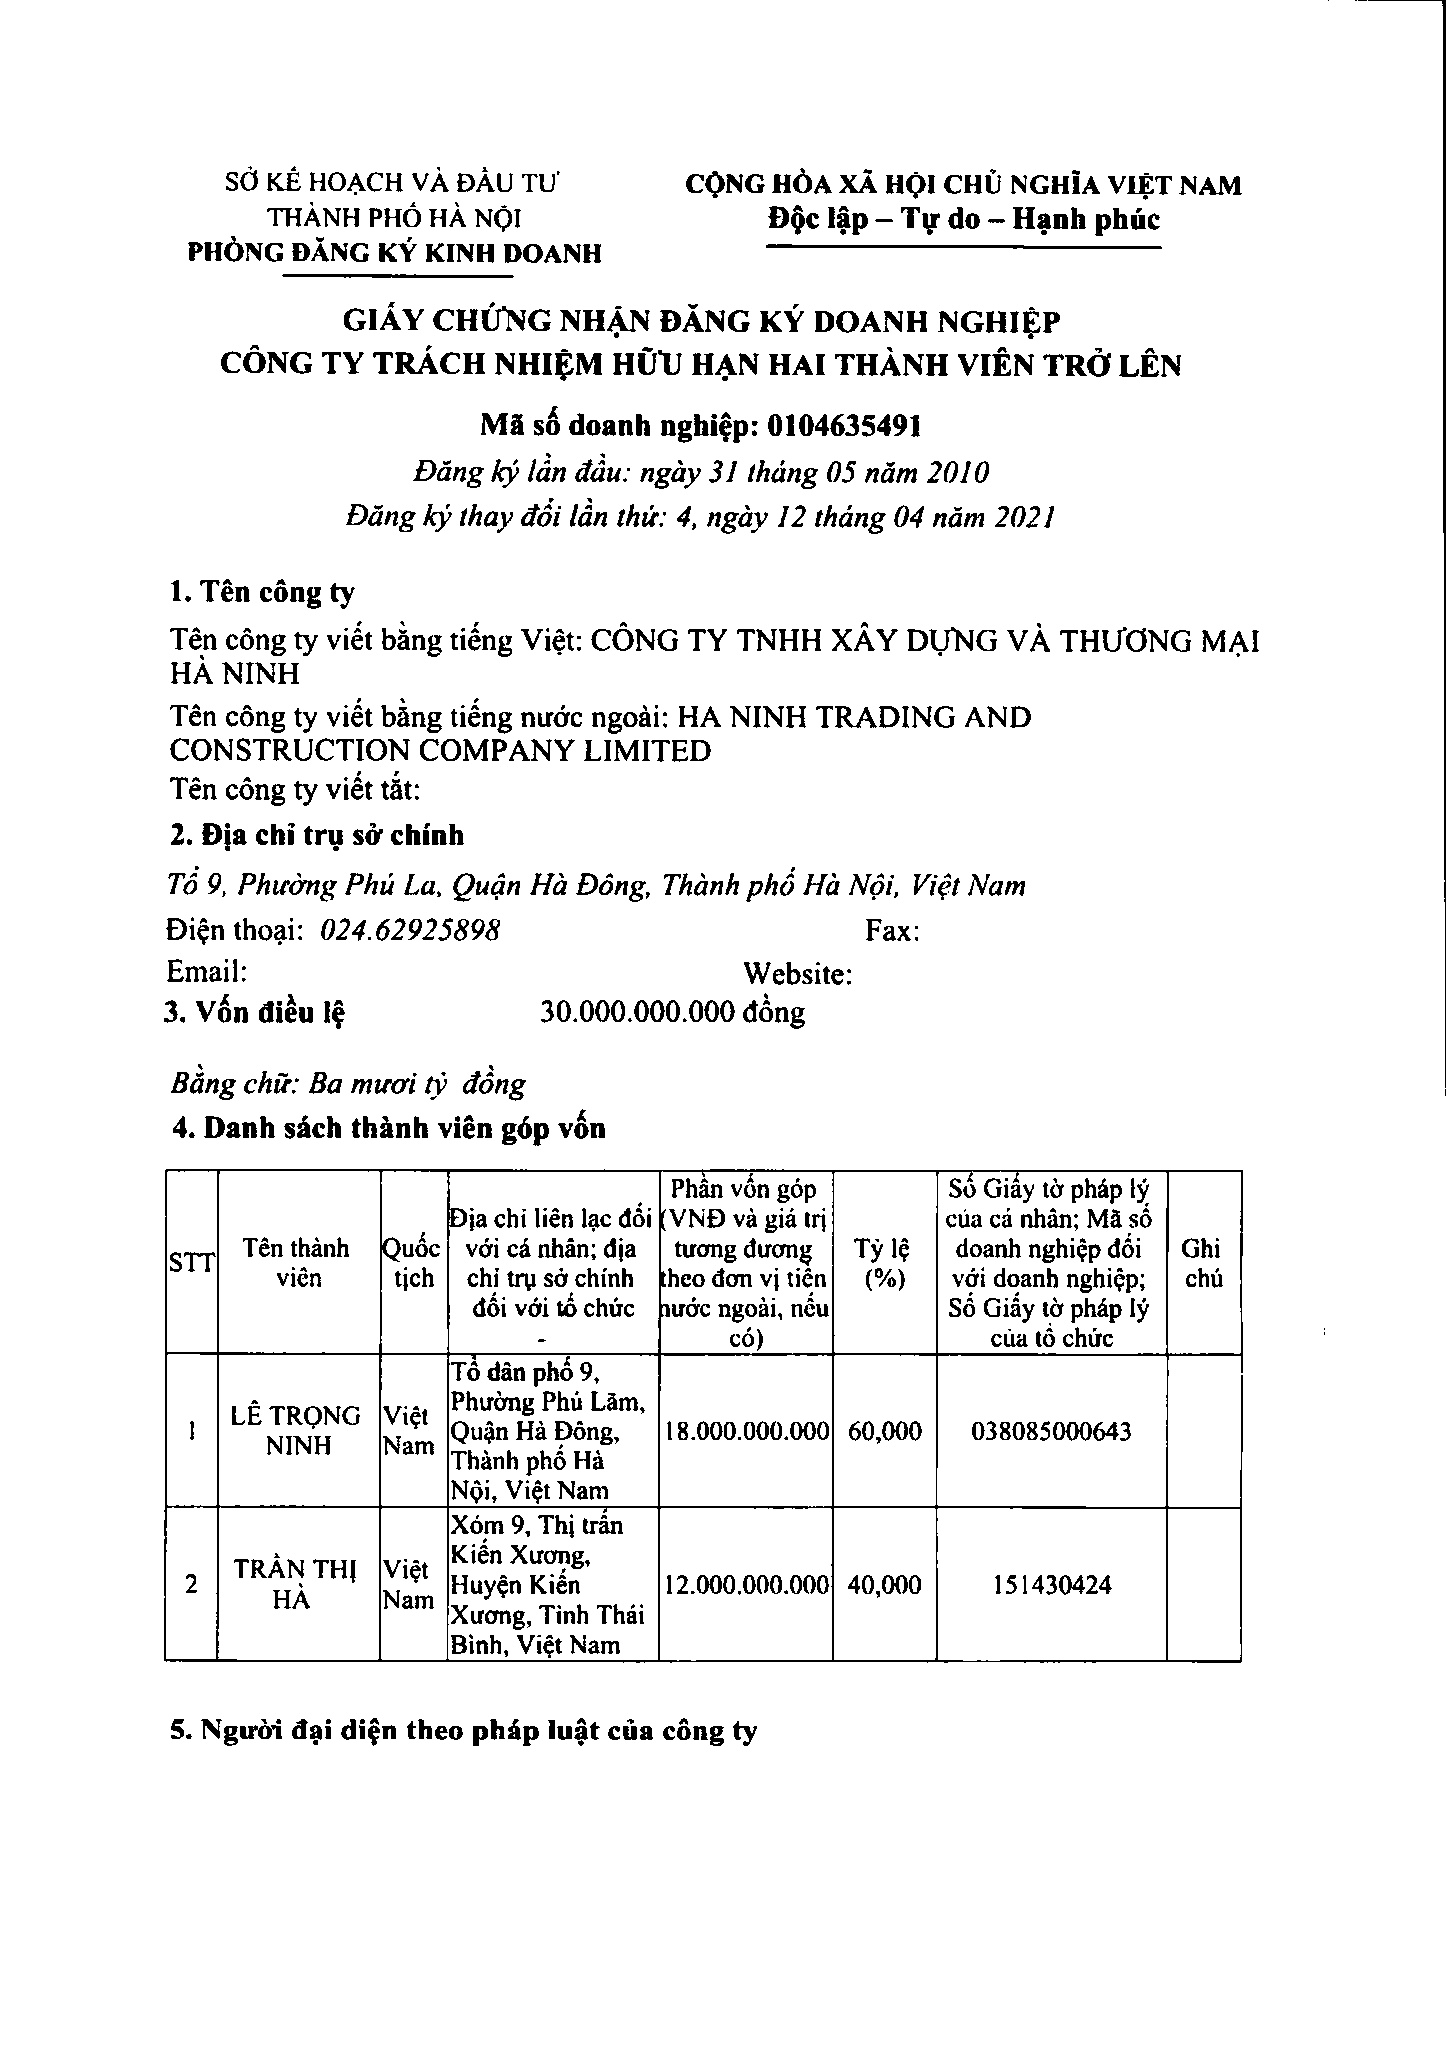 SỞ KẾ HOẠCH VÀ ĐẦU TƯ
THÀNH PHỐ HÀ NỘI
PHÒNG ĐĂNG KÝ KINH DOANH
CỘNG HÒA XÃ HỘI CHỦ NGHĨA VIỆT NAM
Độc lập – Tự do – Hạnh phúc
GIẤY CHỨNG NHẬN ĐĂNG KÝ DOANH NGHIỆP
CÔNG TY TRÁCH NHIỆM HỮU HẠN HAI THÀNH VIÊN TRỞ LÊN
Mã số doanh nghiệp: 0104635491
Đăng ký lần đầu: ngày 31 tháng 05 năm 2010
Đăng ký thay đổi lần thứ: 4, ngày 12 tháng 04 năm 2021
1. Tên công ty
Tên công ty viết bằng tiếng Việt: CÔNG TY TNHH XÂY DỰNG VÀ THƯƠNG MẠI
HÀ NINH
Tên công ty viết bằng tiếng nước ngoài: HA NINH TRADING AND
CONSTRUCTION COMPANY LIMITED
Tên công ty viết tắt:
2. Địa chỉ trụ sở chính
Tổ 9, Phường Phú La, Quận Hà Đông, Thành phố Hà Nội, Việt Nam
Điện thoại: 024.62925898 Fax:
Email: Website:
3. Vốn điều lệ 30.000.000.000 đồng
Bằng chữ: Ba mươi tỷ đồng
4. Danh sách thành viên góp vốn
STT
Tên thành
viên
Quốc
tịch
Địa chỉ liên lạc đối
với cá nhân; địa
chỉ trụ sở chính
đối với tổ chức
Phần vốn góp
(VNĐ và giá trị
tương đương
theo đơn vị tiền
nước ngoài, nếu
có)
Tỷ lệ
(%)
Số Giấy tờ pháp lý
của cá nhân; Mã số
doanh nghiệp đối
với doanh nghiệp;
Số Giấy tờ pháp lý
của tổ chức
Ghi
chú
1
LÊ TRỌNG
NINH
Việt
Nam
Tổ dân phố 9,
Phường Phú Lãm,
Quận Hà Đông,
Thành phố Hà
Nội, Việt Nam
18.000.000.000
60,000
038085000643
2
TRẦN THỊ
HÀ
Việt
Nam
Xóm 9, Thị trấn
Kiến Xương,
Huyện Kiến
Xương, Tỉnh Thái
Bình, Việt Nam
12.000.000.000
40,000
151430424
5. Người đại diện theo pháp luật của công ty